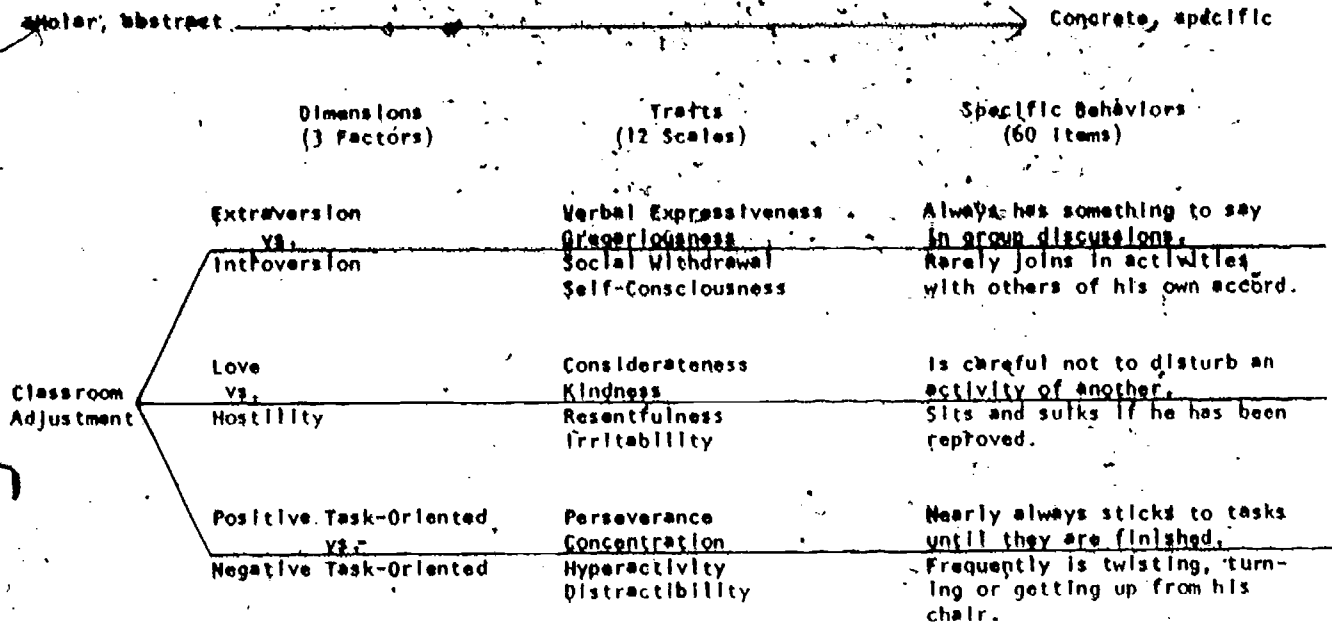 Molar, abstract Concrete, specific
Dimensions Traits Specific Behaviors
(3 Factors) (12 Scales) (60 Items)
Extraversion Verbal Expressiveness Always has something to say
vs. Gregariousness in group discussions.
Introversion Social Withdrawal Rarely joins in activities
Self-Consciousness with others of his own accord.
Love Considerateness Is careful not to disturb an
Classroom vs. Kindness activity of another.
Adjustment Hostility Resentfulness Sits and sulks if he has been
Irritability reproved.
Positive Task-Oriented Perseverance Nearly always sticks to tasks
vs. Concentration until they are finished.
Negative Task-Oriented Hyperactivity Frequently is twisting, turn-
Distractibility ing or getting up from his
chair.